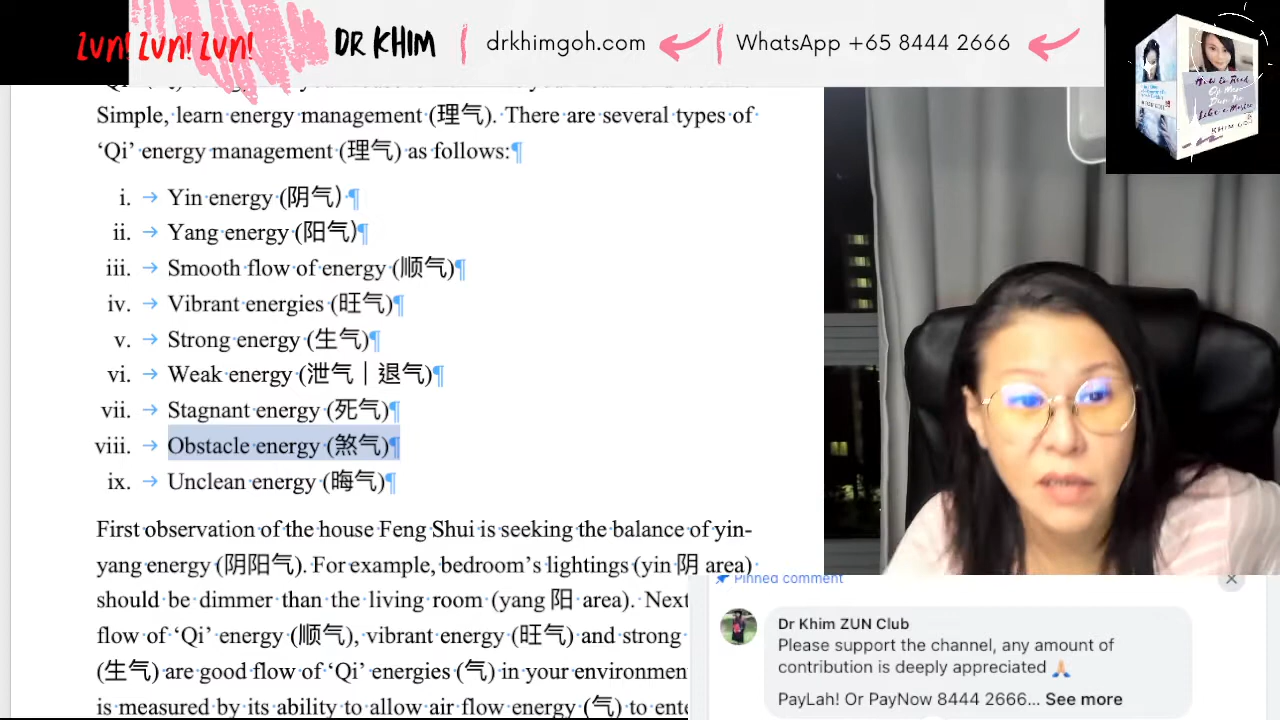 zun! zun! zun! DR KHIM drkhimgoh.com WhatsApp +65 8444 2666
Simple, learn energy management (理气). There are several types of
‘Qi’ energy management (理气) as follows:¶
i. → Yin energy (阴气) ¶
ii. → Yang energy (阳气)¶
iii. → Smooth flow of energy (顺气)¶
iv. → Vibrant energies (旺气)¶
v. → Strong energy (生气)¶
vi. → Weak energy (泄气｜退气)¶
vii. → Stagnant energy (死气)¶
viii. → Obstacle energy (煞气)¶
ix. → Unclean energy (晦气)¶
First observation of the house Feng Shui is seeking the balance of yin-
yang energy (阴阳气). For example, bedroom’s lightings (yin 阴 area)
should be dimmer than the living room (yang 阳 area). Next
flow of ‘Qi’ energy (顺气), vibrant energy (旺气) and strong
(生气) are good flow of ‘Qi’ energies (气) in your environment
is measured by its ability to allow air flow energy (气) to ente
Pinned comment
Dr Khim ZUN Club
Please support the channel, any amount of
contribution is deeply appreciated 🙏🏼
PayLah! Or PayNow 8444 2666... See more
How to Read
KHIM GOH